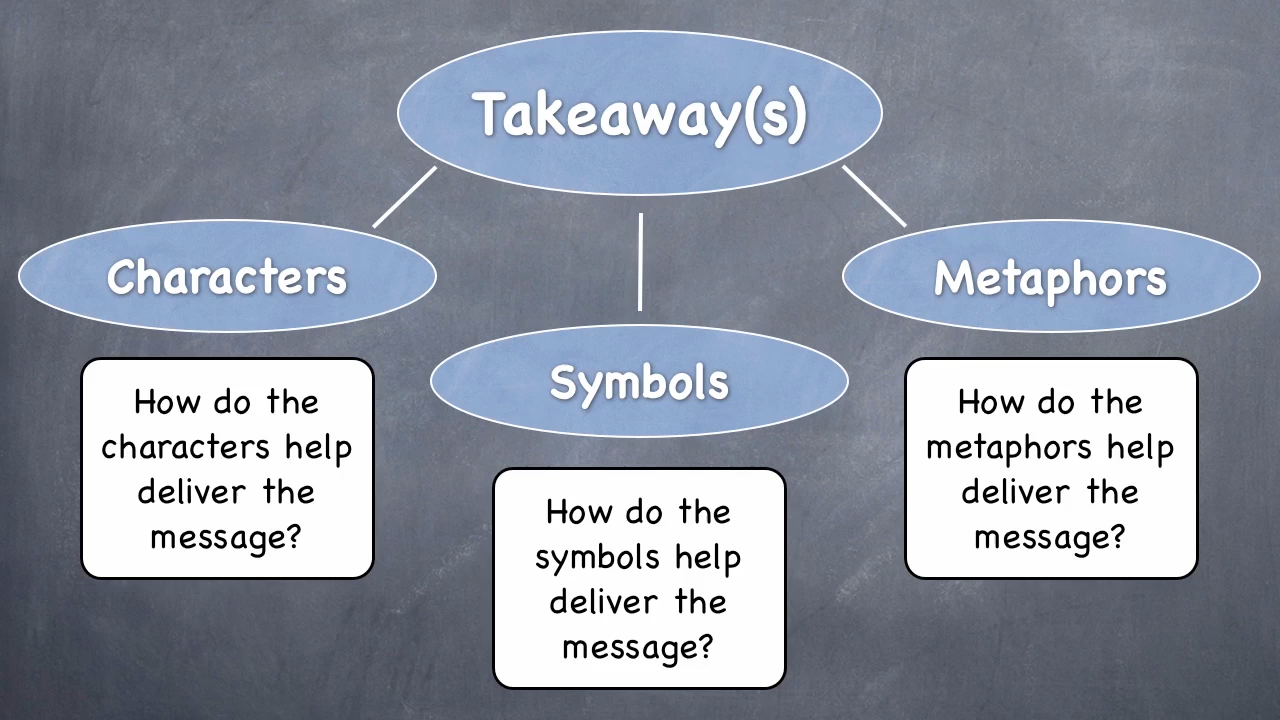 Takeaway(s)
Characters
Metaphors
Symbols
How do the
characters help
deliver the
message?
How do the
symbols help
deliver the
message?
How do the
metaphors help
deliver the
message?